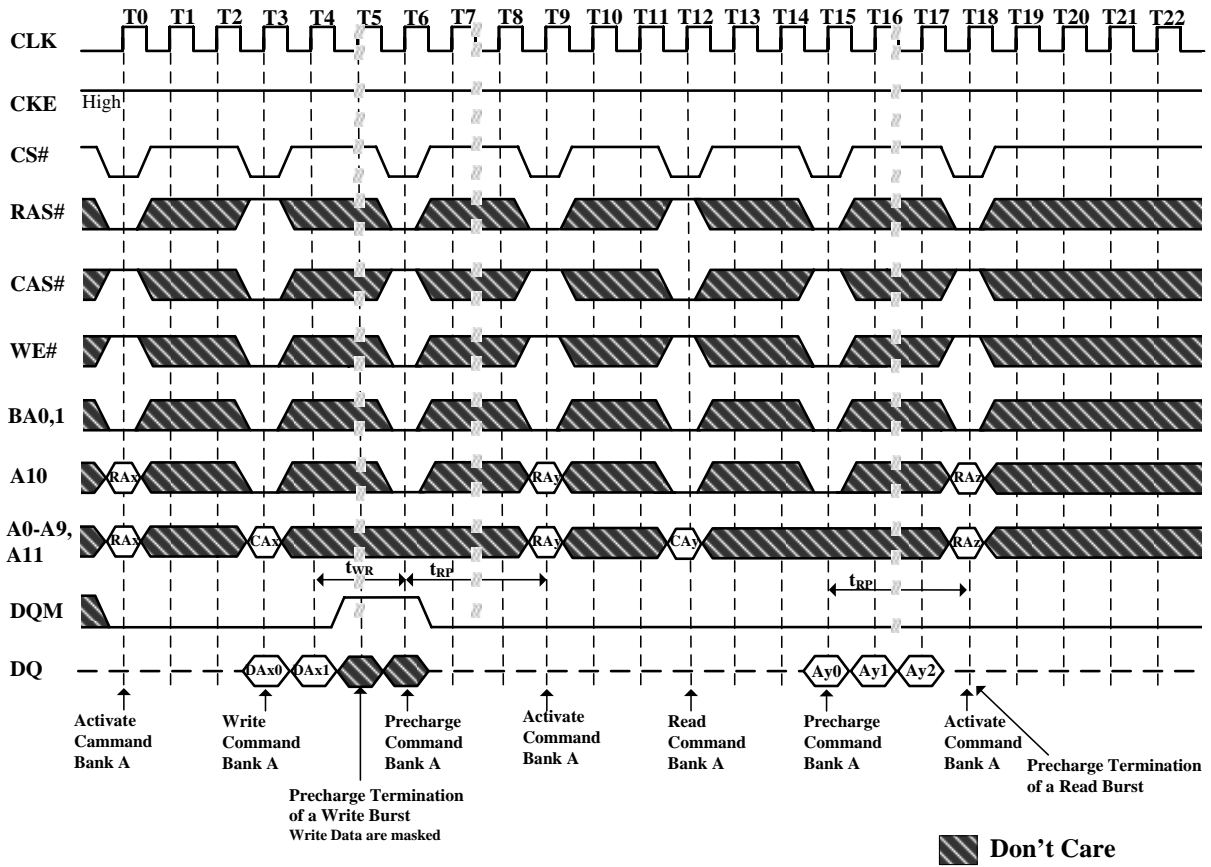 T0 T1 T2 T3 T4 T5 T6 T7 T8 T9 T10 T11 T12 T13 T14 T15 T16 T17 T18 T19 T20 T21 T22
CLK
CKE High
CS#
RAS#
CAS#
WE#
BA0,1
A10 RAx RAy RAz
A0-A9,
A11
RAx CAx RAy CAy RAz
tWR tRP tRP
DQM
DQ DAx0 DAx1 Ay0 Ay1 Ay2
Activate
Cammand
Bank A
Write
Command
Bank A
Precharge
Command
Bank A
Activate
Command
Bank A
Read
Command
Bank A
Precharge
Command
Bank A
Activate
Command
Bank A
Precharge Termination
of a Read Burst
Precharge Termination
of a Write Burst
Write Data are masked
Don't Care